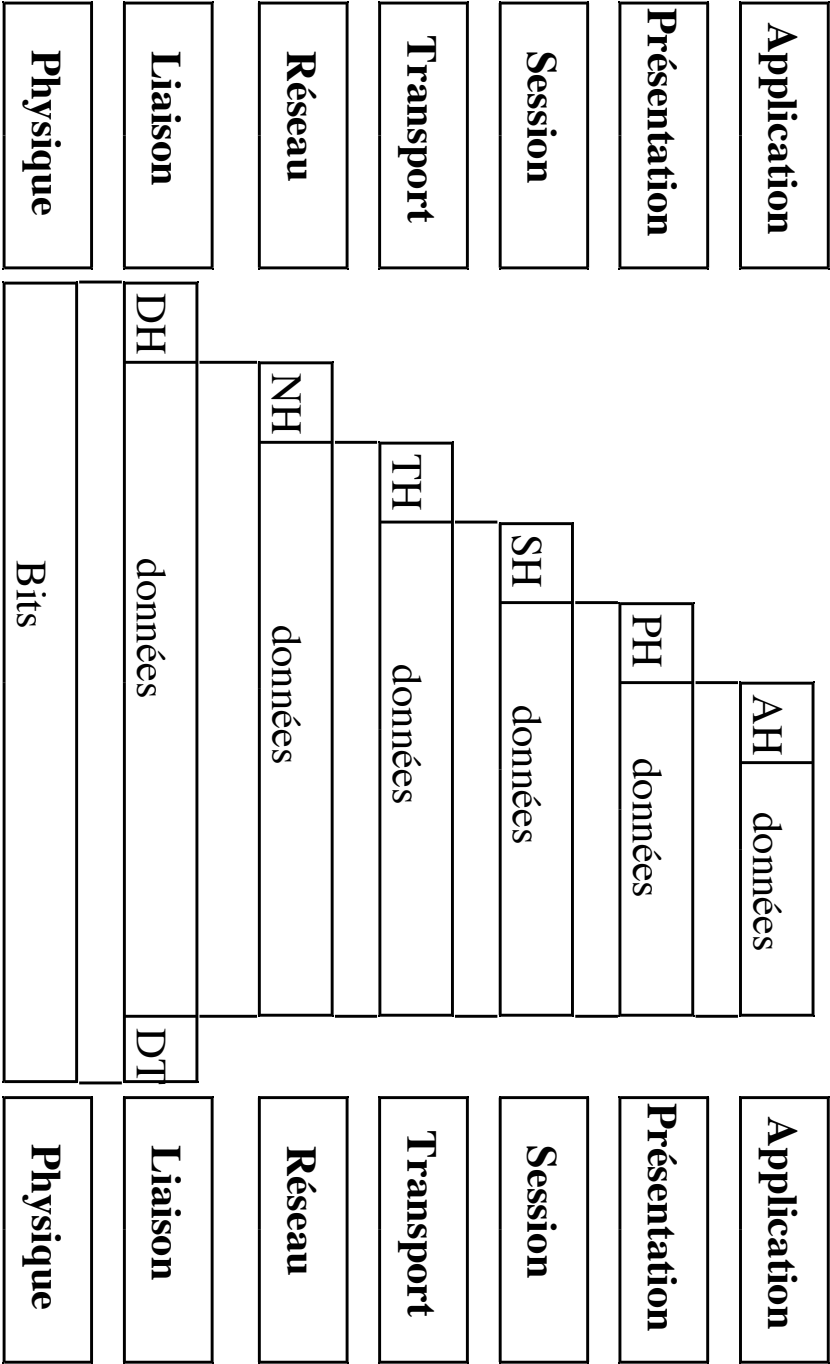 Application
AH données
Application
Présentation
PH données
Présentation
Session
SH données
Session
Transport
TH données
Transport
Réseau
NH données
Réseau
Liaison
DH données DT
Liaison
Physique
Bits
Physique